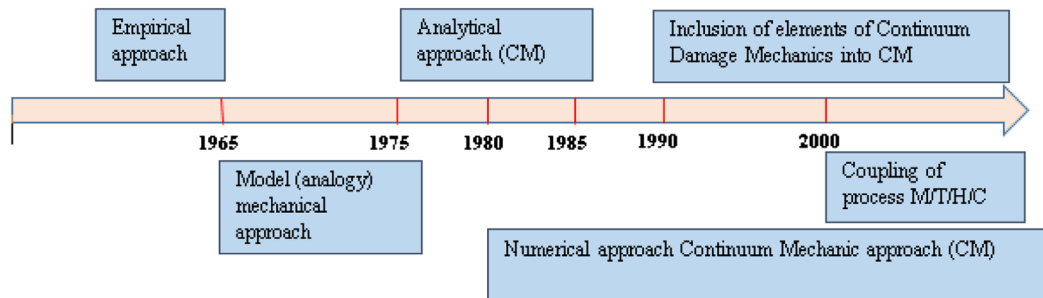 Empirical
approach
Analytical
approach (CM)
Inclusion of elements of Continuum
Damage Mechanics into CM
1965
1975
1980
1985
1990
2000
Model (analogy)
mechanical
approach
Coupling of
process M/T/H/C
Numerical approach Continuum Mechanic approach (CM)